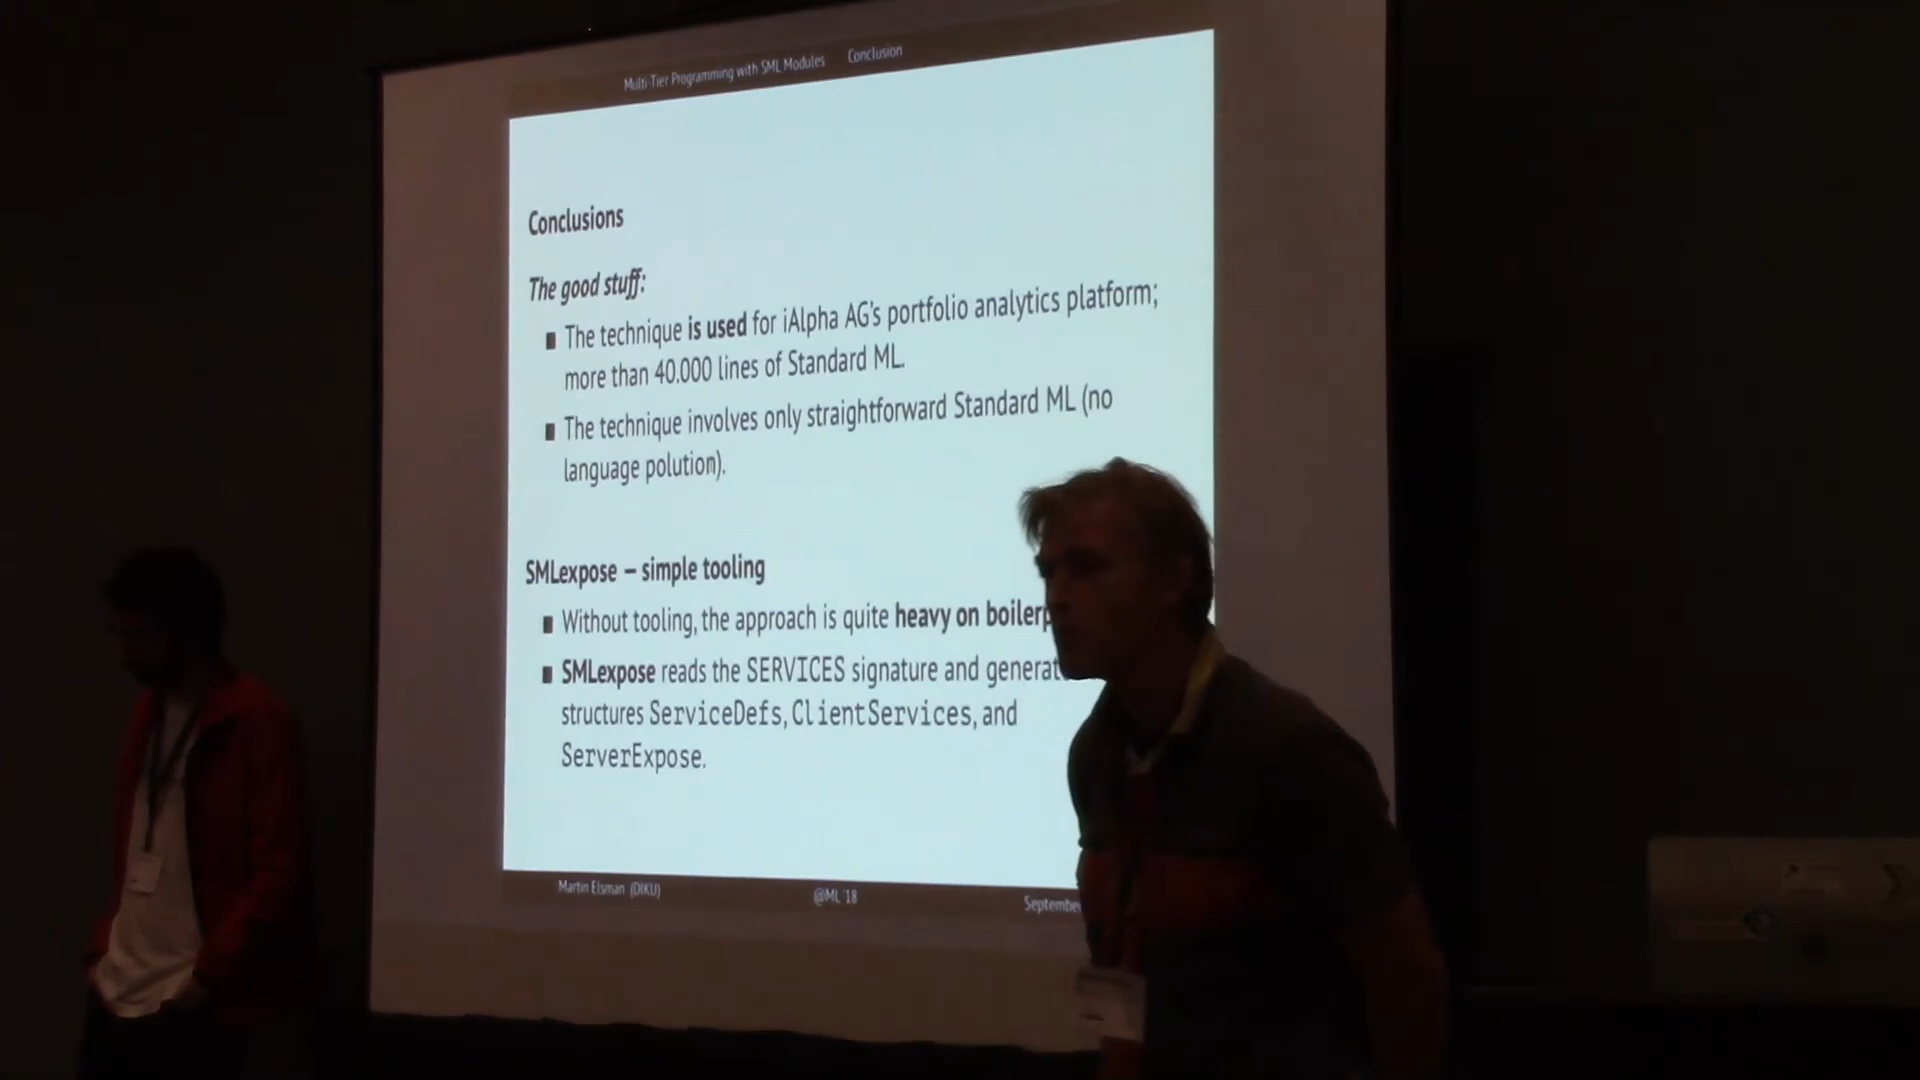 Multi-Tier Programming with SML Modules Conclusion
Conclusions
The good stuff:
The technique is used for iAlpha AG's portfolio analytics platform;
more than 40.000 lines of Standard ML.
The technique involves only straightforward Standard ML (no
language polution).
SMLexpose – simple tooling
Without tooling, the approach is quite heavy on
SMLexpose reads the SERVICES signature and
structures ServiceDefs, ClientServices, and
ServerExpose.
Martin Elsman (DIKU) @ML '18 September